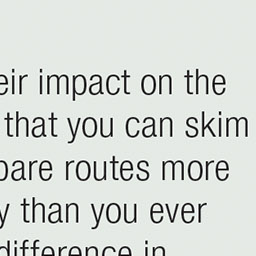 eir impact on the
that you can skim
pare routes more
y than you ever
difference in